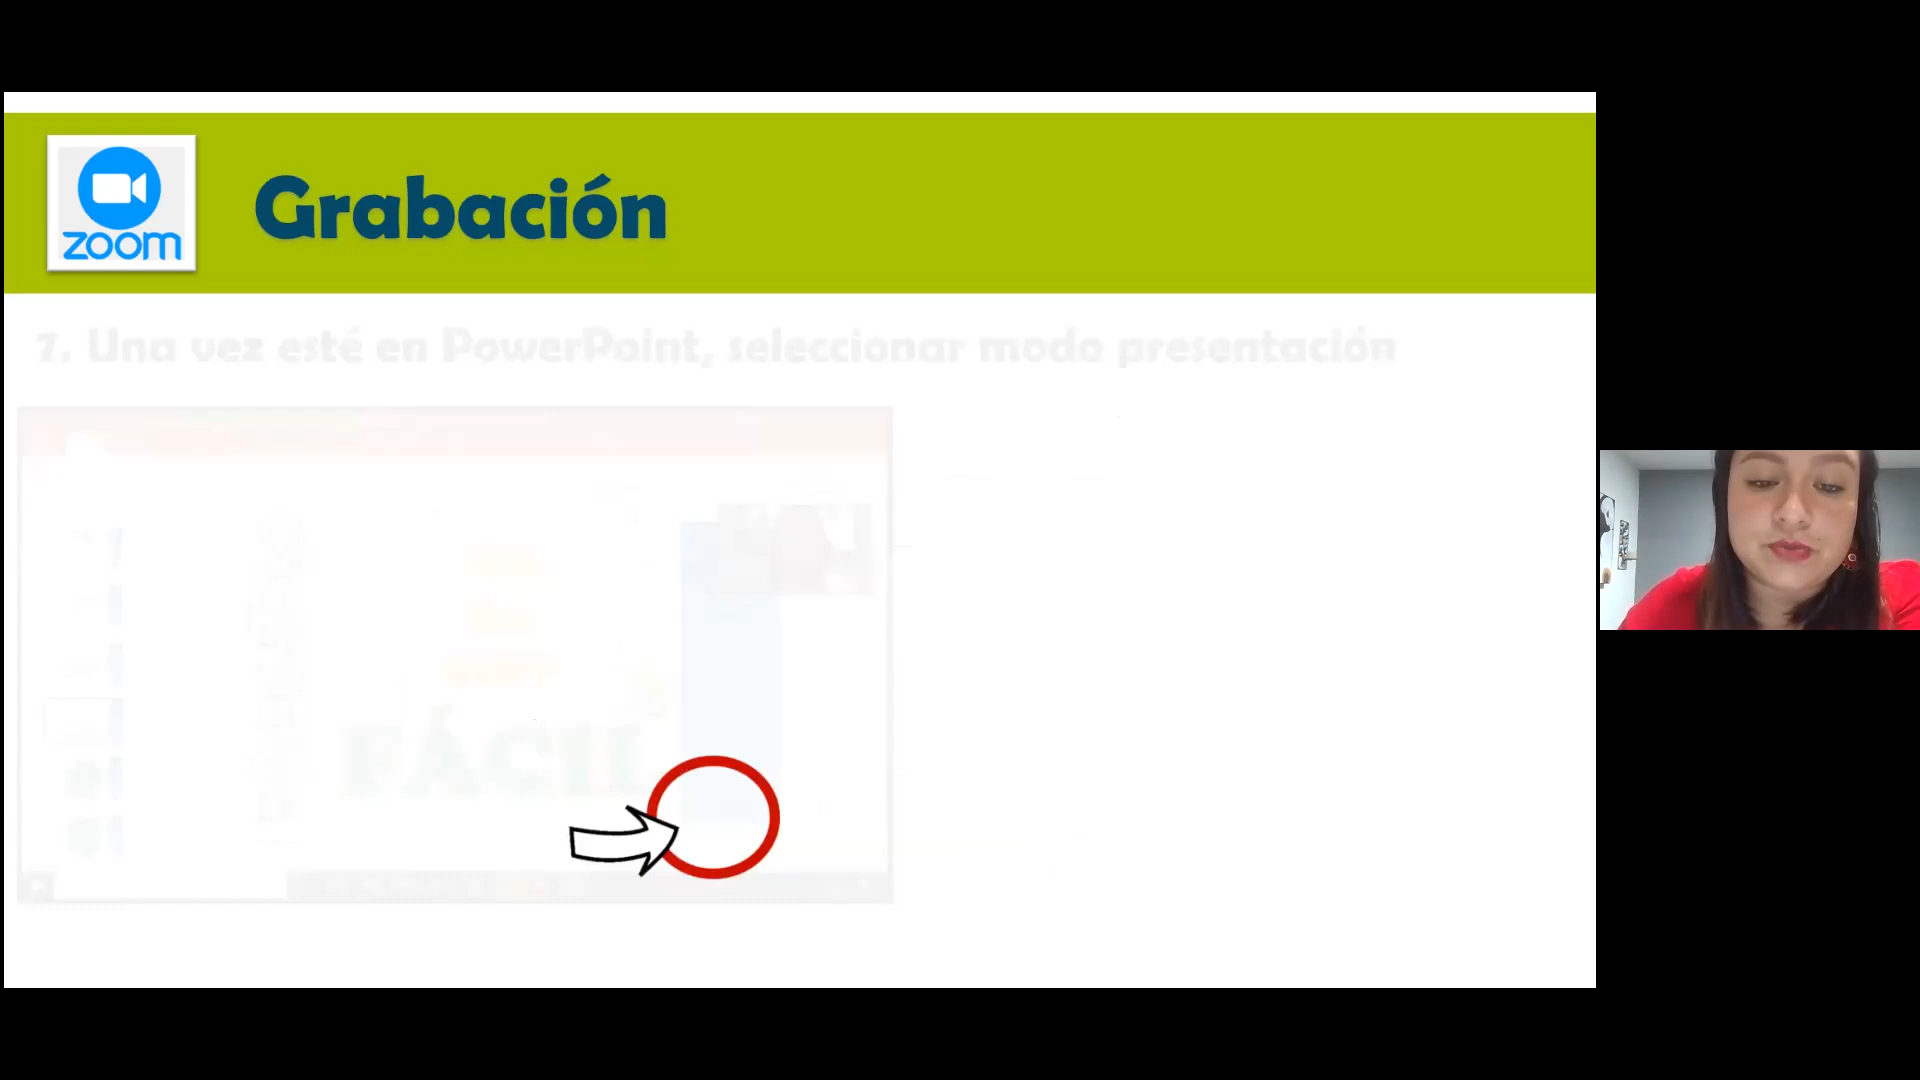 zoom
Grabación
7. Una vez esté en PowerPoint, seleccionar modo presentación
FÁCIL